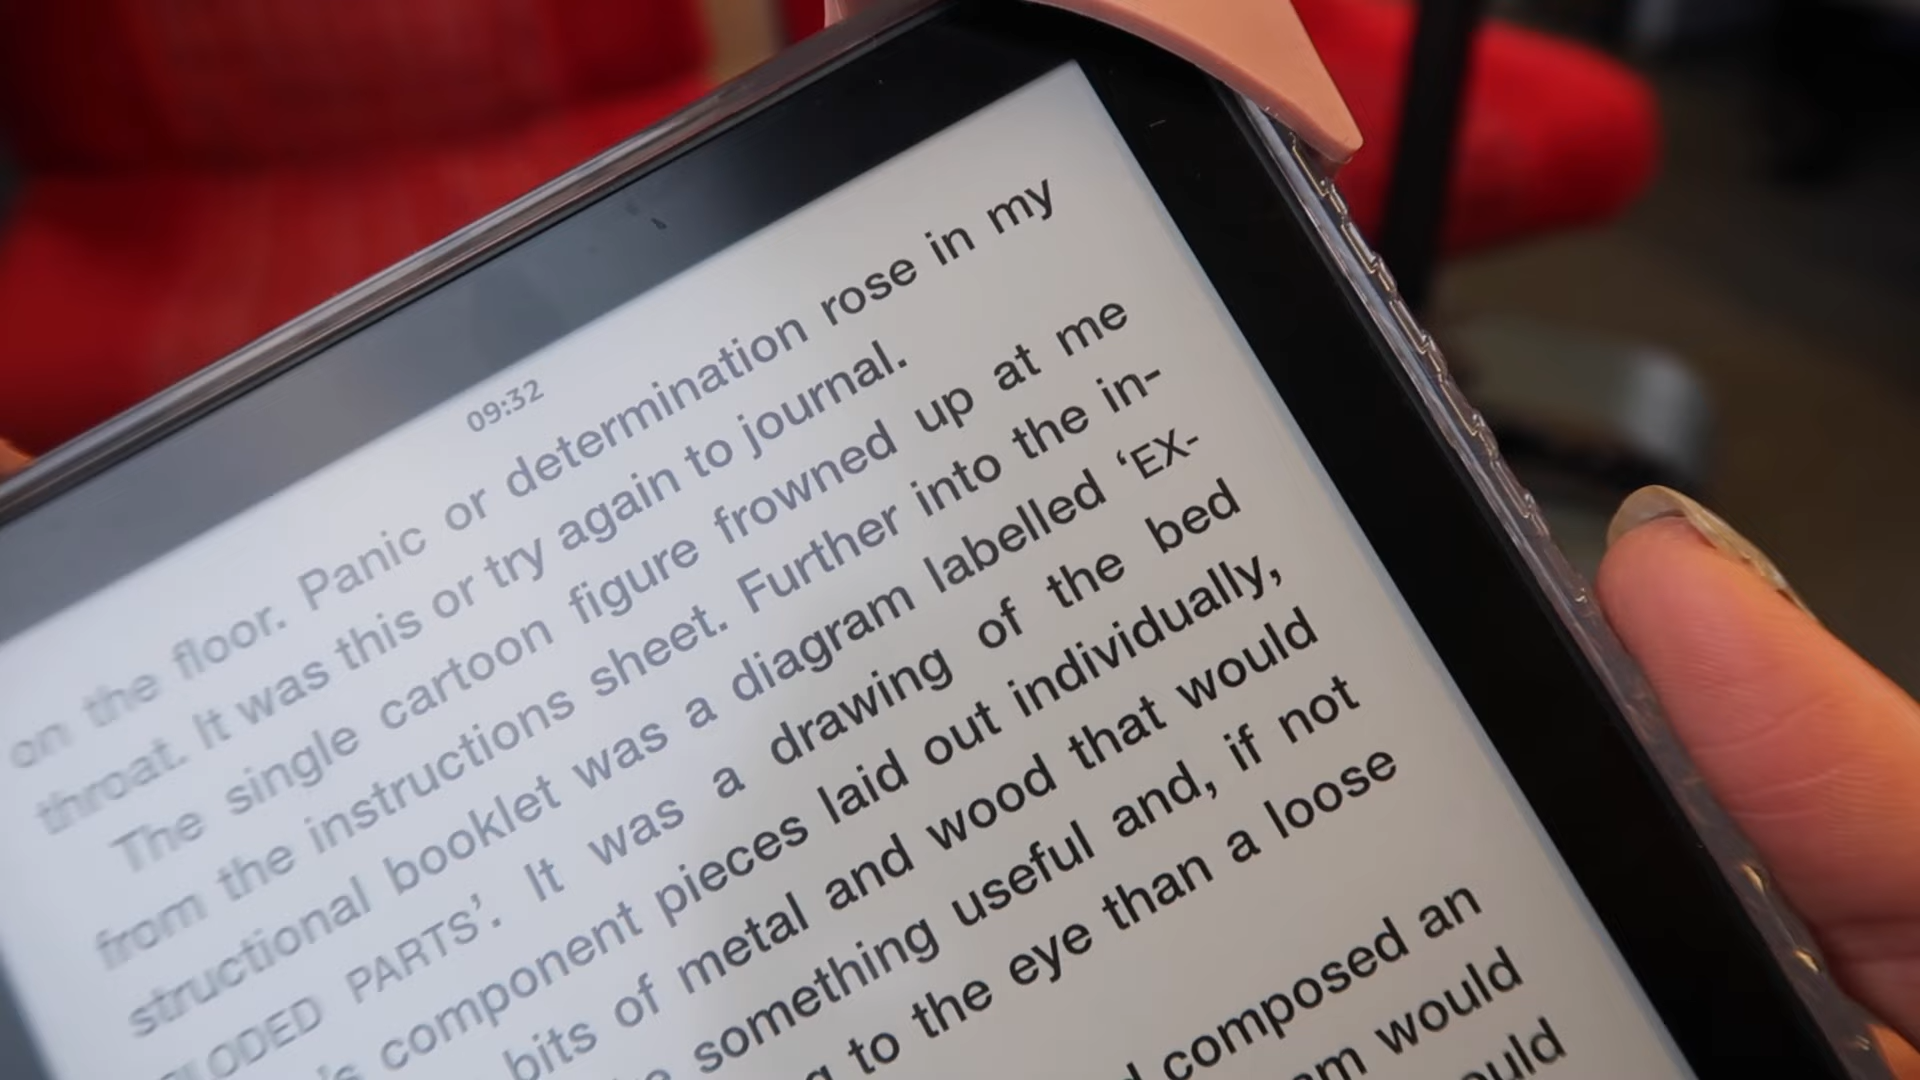 09:32
on the floor. Panic or determination rose in my
throat. It was this or try again to journal.
The single cartoon figure frowned up at me
from the instructions sheet. Further into the in-
structional booklet was a diagram labelled ‘EX-
PLODED PARTS’. It was a drawing of the bed
component pieces laid out individually,
bits of metal and wood that would
something useful and, if not
to the eye than a loose
composed an
would